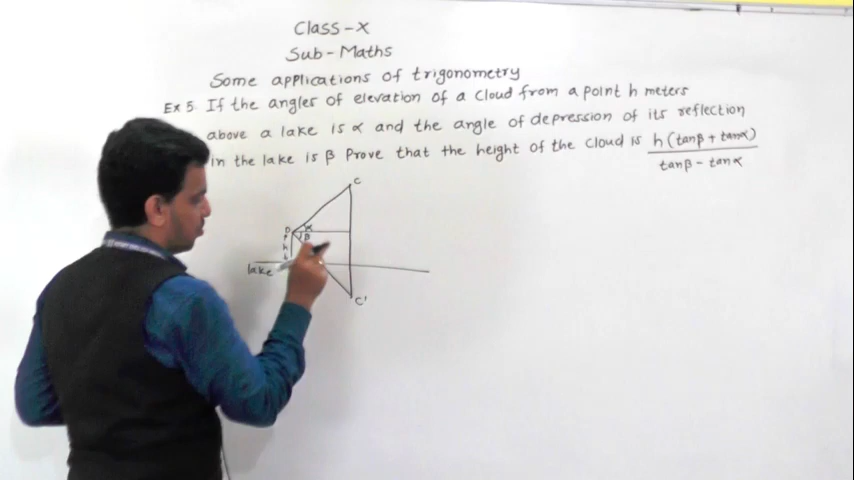 Class-X
Sub-Maths
Some applications of trigonometry
Ex 5. If the angles of elevation of a Cloud from a point h meters
above a lake is α and the angle of depression of its reflection
in the lake is β Prove that the height of the cloud is h(tanβ + tanα)
tanβ - tanα
C
α
β
h
lake
C'